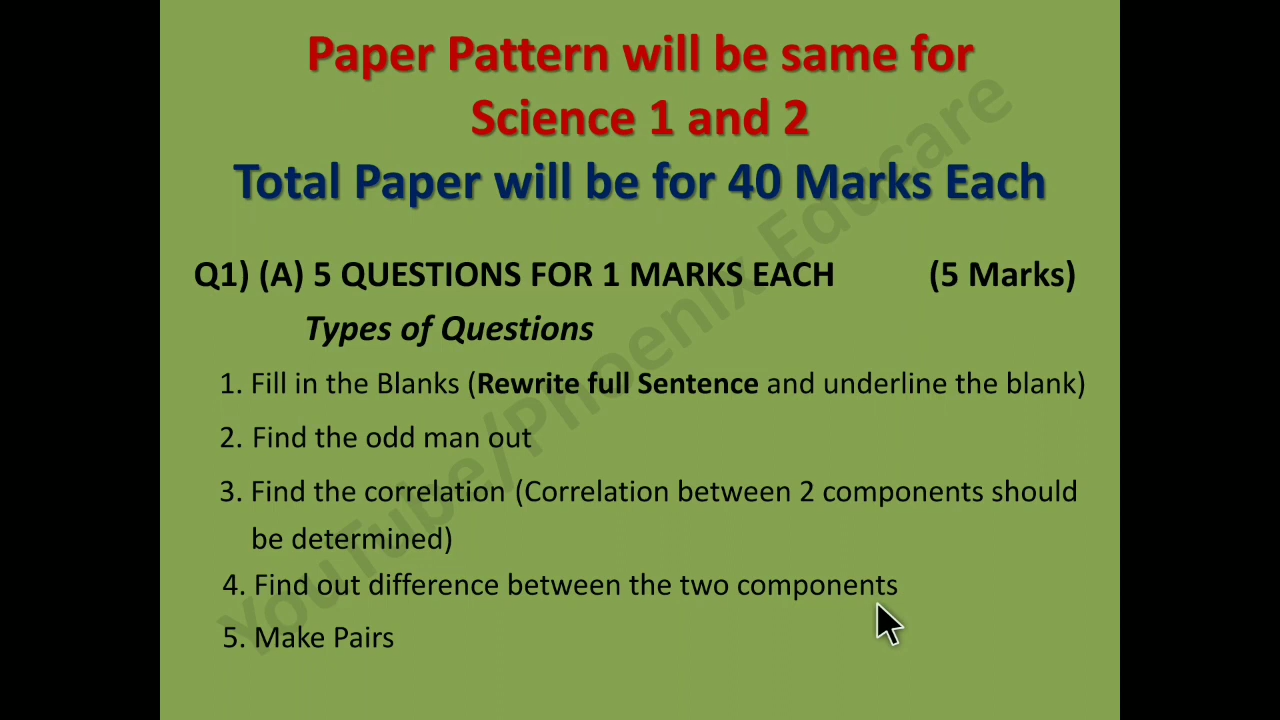 Paper Pattern will be same for
Science 1 and 2
Total Paper will be for 40 Marks Each
Q1) (A) 5 QUESTIONS FOR 1 MARKS EACH (5 Marks)
Types of Questions
1. Fill in the Blanks (Rewrite full Sentence and underline the blank)
2. Find the odd man out
3. Find the correlation (Correlation between 2 components should
be determined)
4. Find out difference between the two components
5. Make Pairs
YouTube/Phoenix Educare